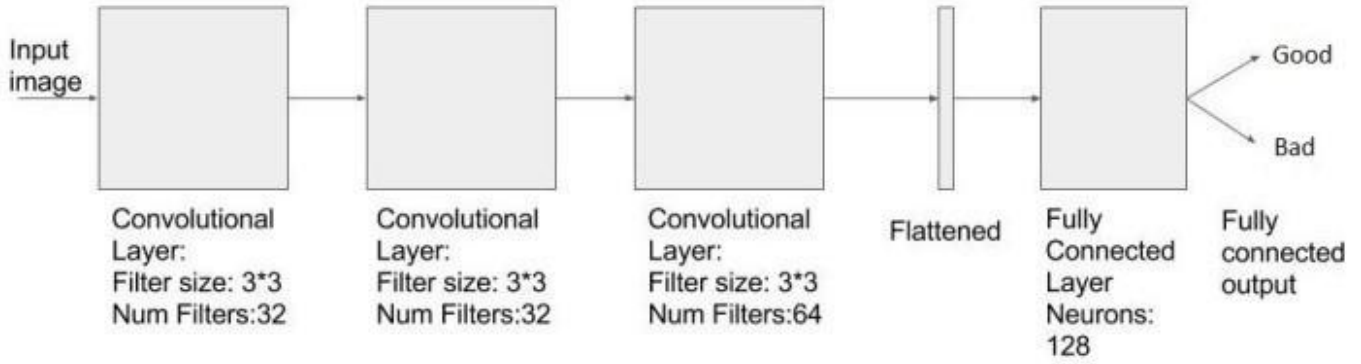 Input
image
Good
Bad
Convolutional
Layer:
Filter size: 3*3
Num Filters:32
Convolutional
Layer:
Filter size: 3*3
Num Filters:32
Convolutional
Layer:
Filter size: 3*3
Num Filters:64
Flattened
Fully
Connected
Layer
Neurons:
128
Fully
connected
output